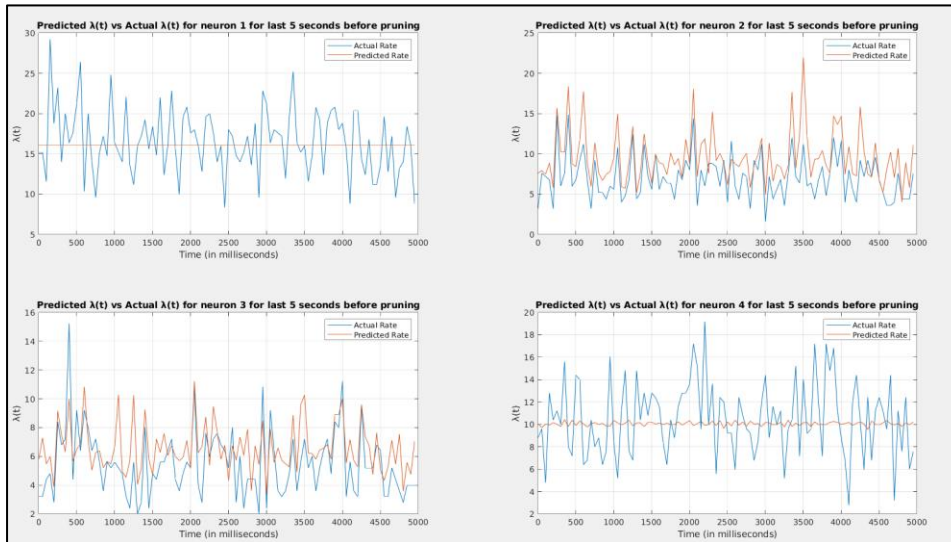 Predicted λ(t) vs Actual λ(t) for neuron 1 for last 5 seconds before pruning
30
25
20
15
10
5
λ(t)
Actual Rate
Predicted Rate
0 500 1000 1500 2000 2500 3000 3500 4000 4500 5000
Time (in milliseconds)
Predicted λ(t) vs Actual λ(t) for neuron 2 for last 5 seconds before pruning
25
20
15
10
5
0
λ(t)
Actual Rate
Predicted Rate
0 500 1000 1500 2000 2500 3000 3500 4000 4500 5000
Time (in milliseconds)
Predicted λ(t) vs Actual λ(t) for neuron 3 for last 5 seconds before pruning
16
14
12
10
8
6
4
2
λ(t)
Actual Rate
Predicted Rate
0 500 1000 1500 2000 2500 3000 3500 4000 4500 5000
Time (in milliseconds)
Predicted λ(t) vs Actual λ(t) for neuron 4 for last 5 seconds before pruning
20
18
16
14
12
10
8
6
4
2
λ(t)
Actual Rate
Predicted Rate
0 500 1000 1500 2000 2500 3000 3500 4000 4500 5000
Time (in milliseconds)